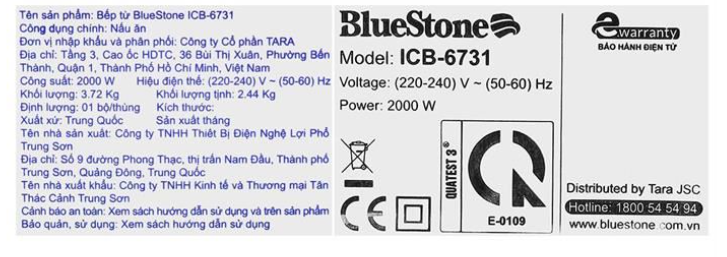 Tên sản phẩm: Bếp từ BlueStone ICB-6731
Công dụng chính: Nấu ăn
Đơn vị nhập khẩu và phân phối: Công ty Cổ phần TARA
Địa chỉ: Tầng 3, Cao ốc HDTC, 36 Bùi Thị Xuân, Phường Bến
Thành, Quận 1, Thành Phố Hồ Chí Minh, Việt Nam
Công suất: 2000 W Hiệu điện thế: (220-240) V ~ (50-60) Hz
Khối lượng: 3.72 Kg Khối lượng tịnh: 2.44 Kg
Định lượng: 01 bộ/thùng Kích thước:
Xuất xứ: Trung Quốc Sản xuất tháng
Tên nhà sản xuất: Công ty TNHH Thiết Bị Điện Nghệ Lợi Phổ
Trung Sơn
Địa chỉ: Số 9 đường Phong Thạc, thị trấn Nam Đầu, Thành phố
Trung Sơn, Quảng Đông, Trung Quốc
Tên nhà xuất khẩu: Công ty TNHH Kinh tế và Thương mại Tân
Thác Cảnh Trung Sơn
Cảnh báo an toàn: Xem sách hướng dẫn sử dụng và trên sản phẩm
Bảo quản, sử dụng: Xem sách hướng dẫn sử dụng
BlueStone
Model: ICB-6731
Voltage: (220-240) V ~ (50-60) Hz
Power: 2000 W
CE
QUATEST 3
®
E-0109
ewarranty
BẢO HÀNH ĐIỆN TỬ
Distributed by Tara JSC
Hotline: 1800 54 54 94
www.bluestone.com.vn